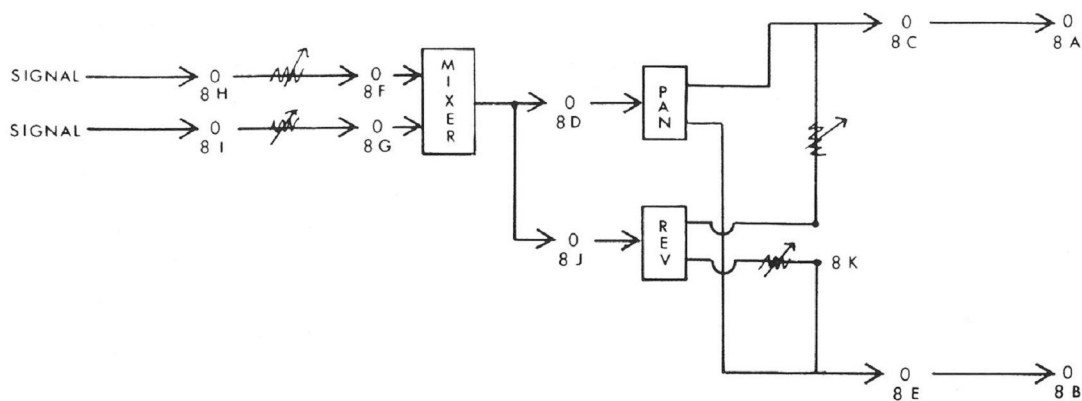 0 8 C
0 8 A
SIGNAL
0 8 H
0 8 F
MIXER
0 8 D
PAN
SIGNAL
0 8 I
0 8 G
0 8 J
REV
8 K
0 8 E
0 8 B